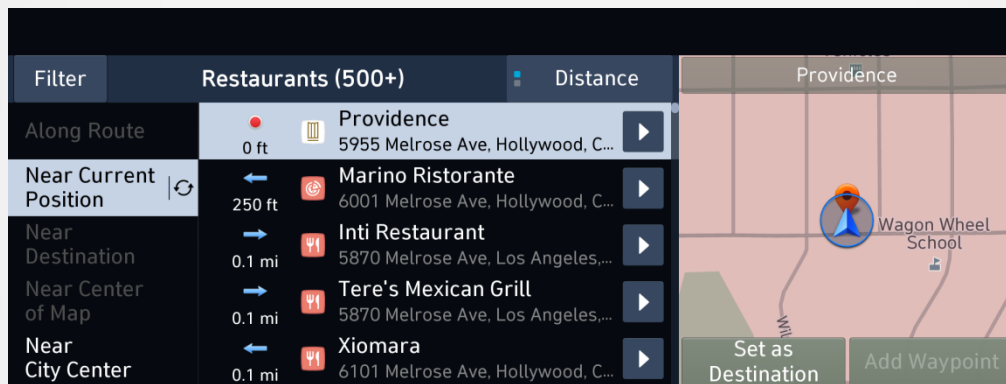 Filter
Restaurants (500+)
Distance
Along Route
Near Current
Position
Near
Destination
Near Center
of Map
Near
City Center
0 ft
Providence
5955 Melrose Ave, Hollywood, C...
250 ft
Marino Ristorante
6001 Melrose Ave, Hollywood, C...
0.1 mi
Inti Restaurant
5870 Melrose Ave, Los Angeles,...
0.1 mi
Tere's Mexican Grill
5870 Melrose Ave, Los Angeles,...
0.1 mi
Xiomara
6101 Melrose Ave, Hollywood, C...
Providence
Wagon Wheel
School
Set as
Destination
Add Waypoint